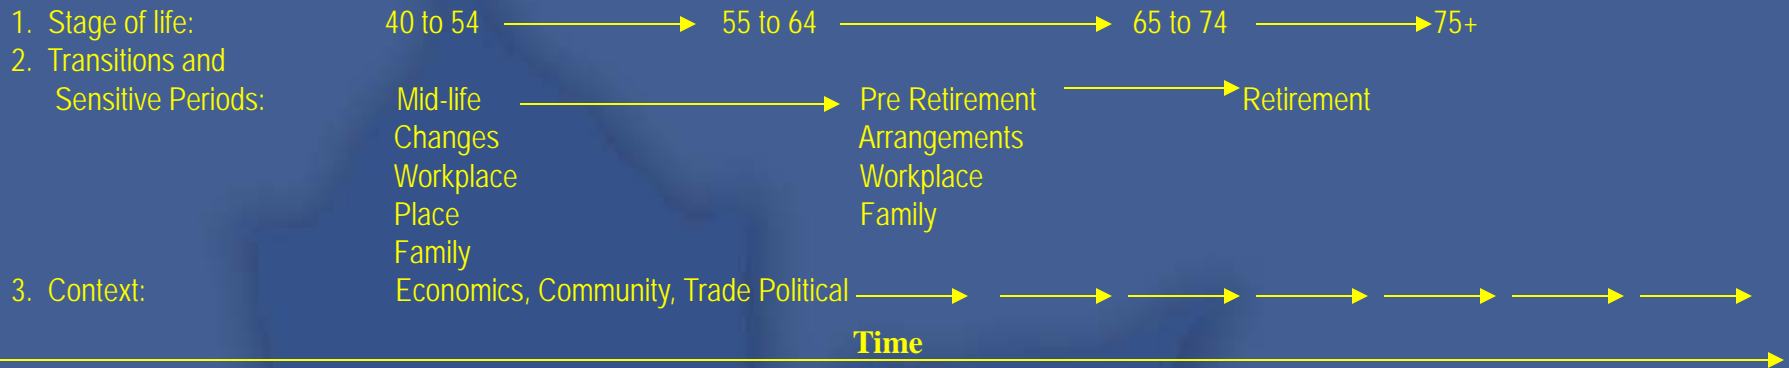 1. Stage of life: 40 to 54 55 to 64 65 to 74 75+
2. Transitions and
Sensitive Periods: Mid-life Pre Retirement Retirement
Changes Arrangements
Workplace Workplace
Place Family
Family
3. Context: Economics, Community, Trade Political
Time